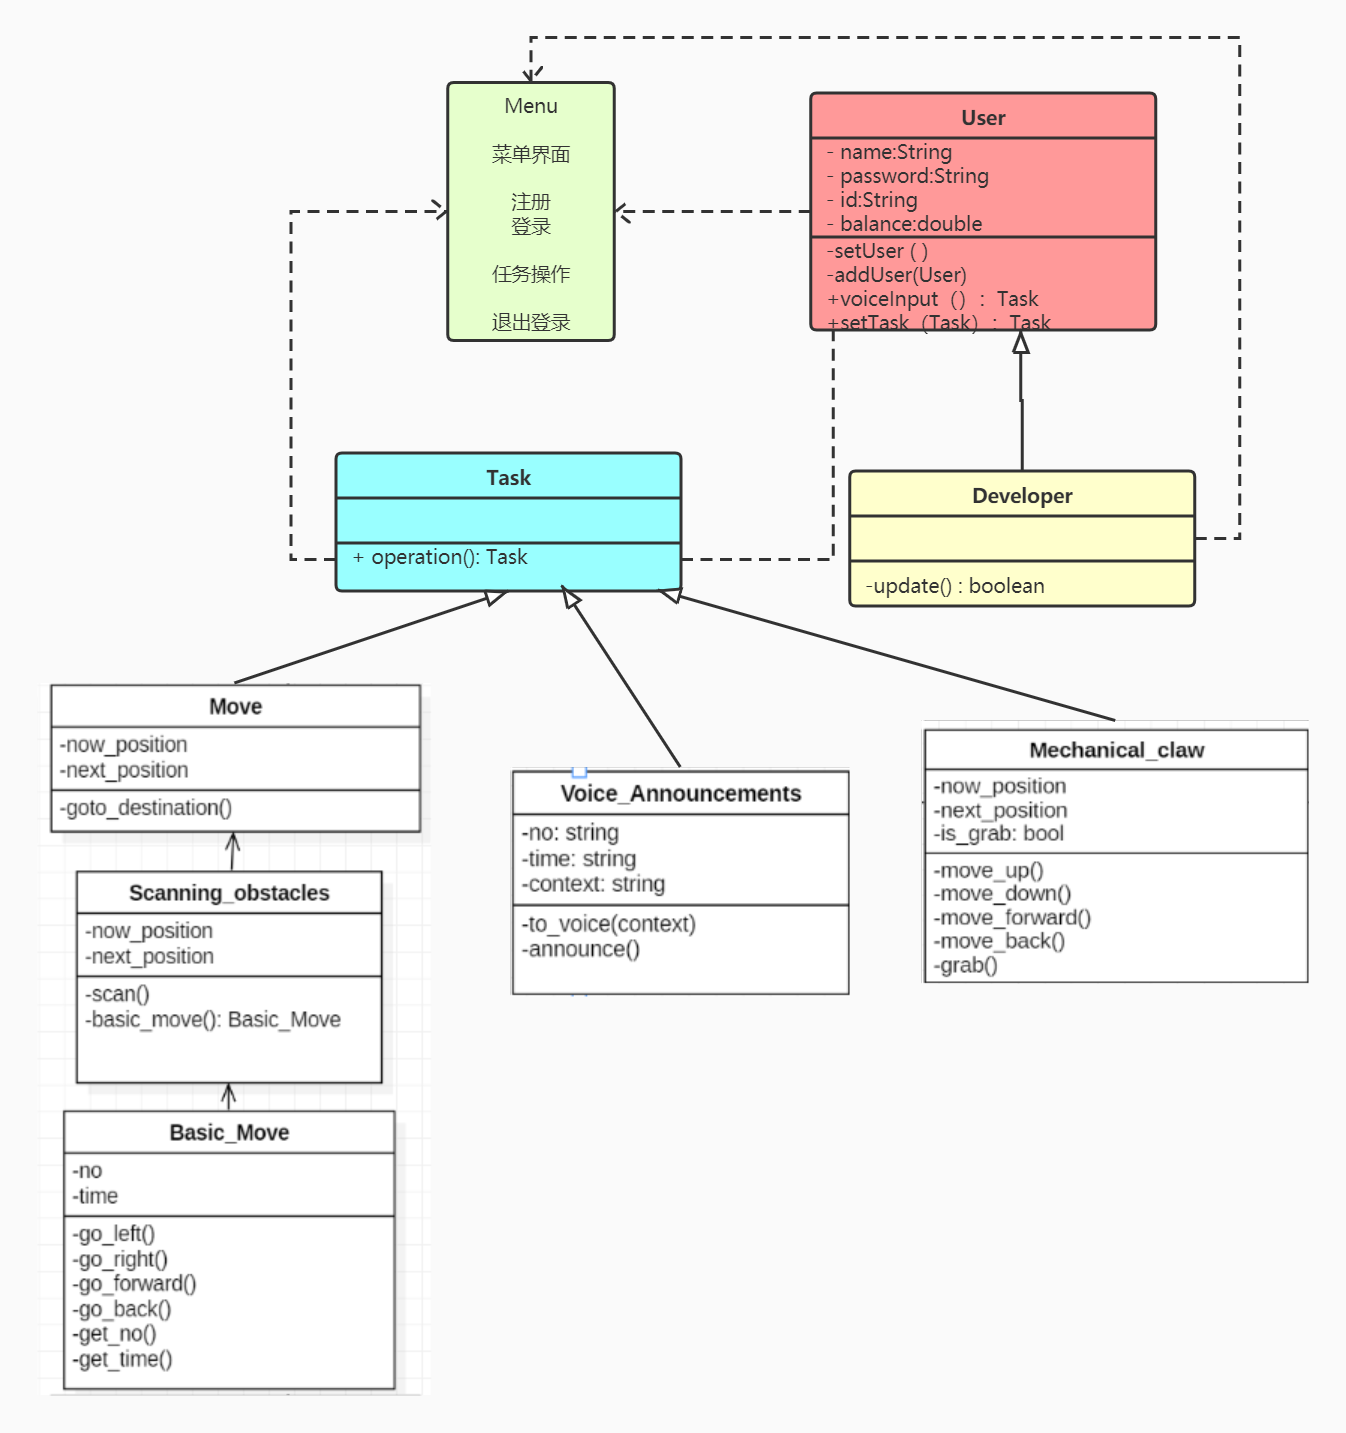 Menu
菜单界面
注册
登录
任务操作
退出登录
User
- name:String
- password:String
- id:String
- balance:double
-setUser ( )
-addUser(User)
+voiceInput（）: Task
+setTask（Task）: Task
Task
+ operation(): Task
Developer
-update() : boolean
Move
-now_position
-next_position
-goto_destination()
Scanning_obstacles
-now_position
-next_position
-scan()
-basic_move(): Basic_Move
Basic_Move
-no
-time
-go_left()
-go_right()
-go_forward()
-go_back()
-get_no()
-get_time()
Voice_Announcements
-no: string
-time: string
-context: string
-to_voice(context)
-announce()
Mechanical_claw
-now_position
-next_position
-is_grab: bool
-move_up()
-move_down()
-move_forward()
-move_back()
-grab()